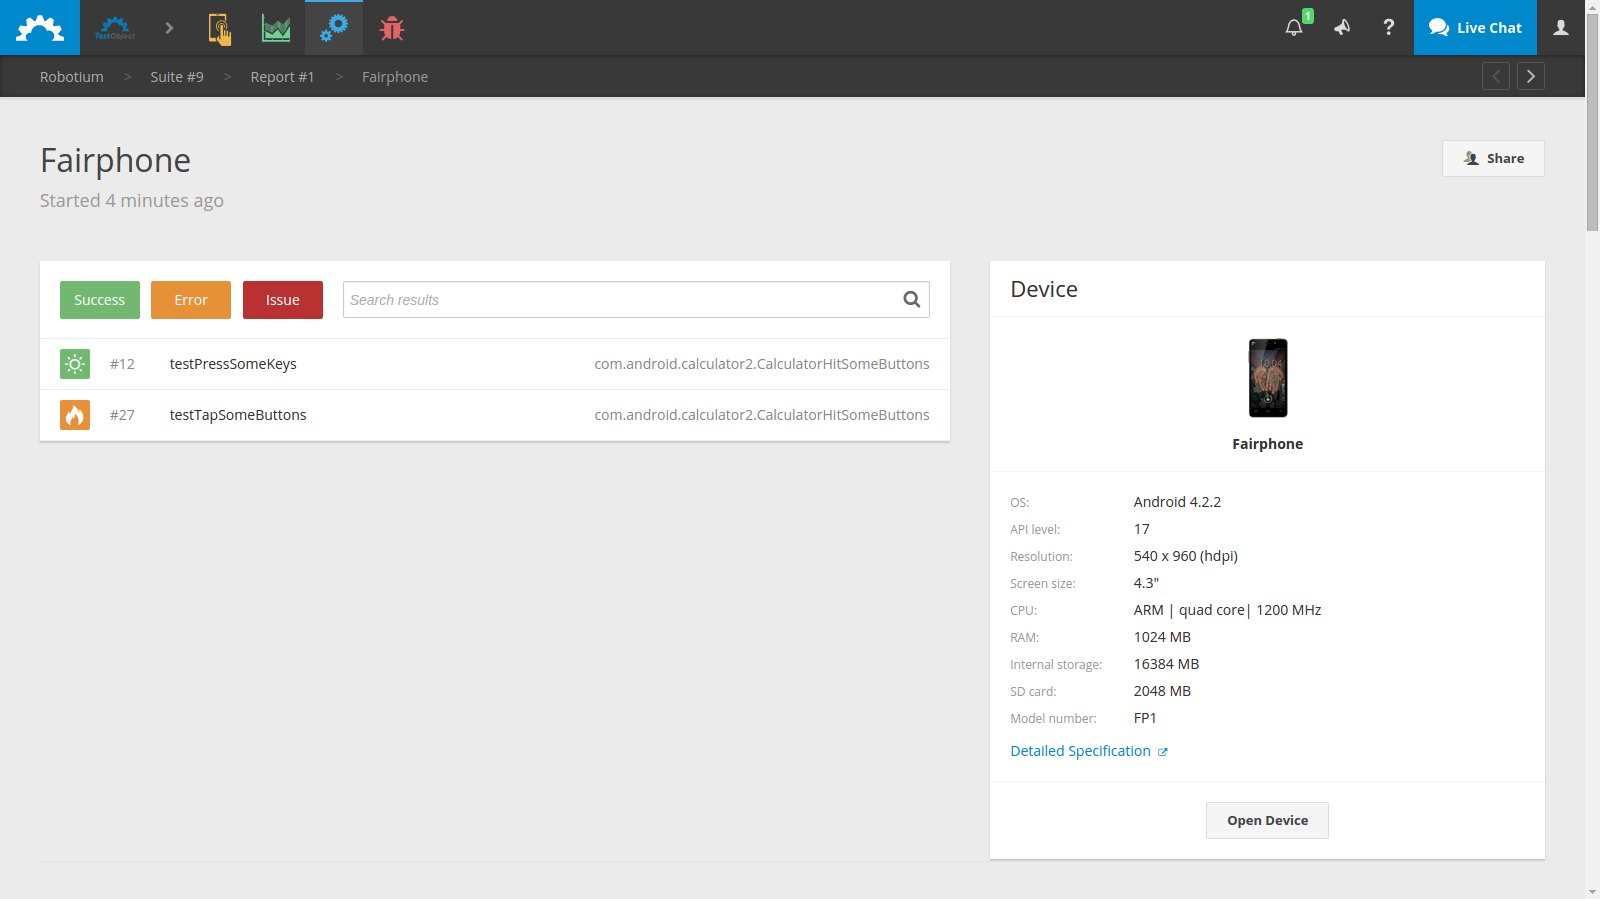 TestObject
1
?
Live Chat
Robotium > Suite #9 > Report #1 > Fairphone
Fairphone
Share
Started 4 minutes ago
Success
Error
Issue
Search results
#12 testPressSomeKeys com.android.calculator2.CalculatorHitSomeButtons
#27 testTapSomeButtons com.android.calculator2.CalculatorHitSomeButtons
Device
10:04
Fairphone
OS: Android 4.2.2
API level: 17
Resolution: 540 x 960 (hdpi)
Screen size: 4.3"
CPU: ARM | quad core| 1200 MHz
RAM: 1024 MB
Internal storage: 16384 MB
SD card: 2048 MB
Model number: FP1
Detailed Specification
Open Device